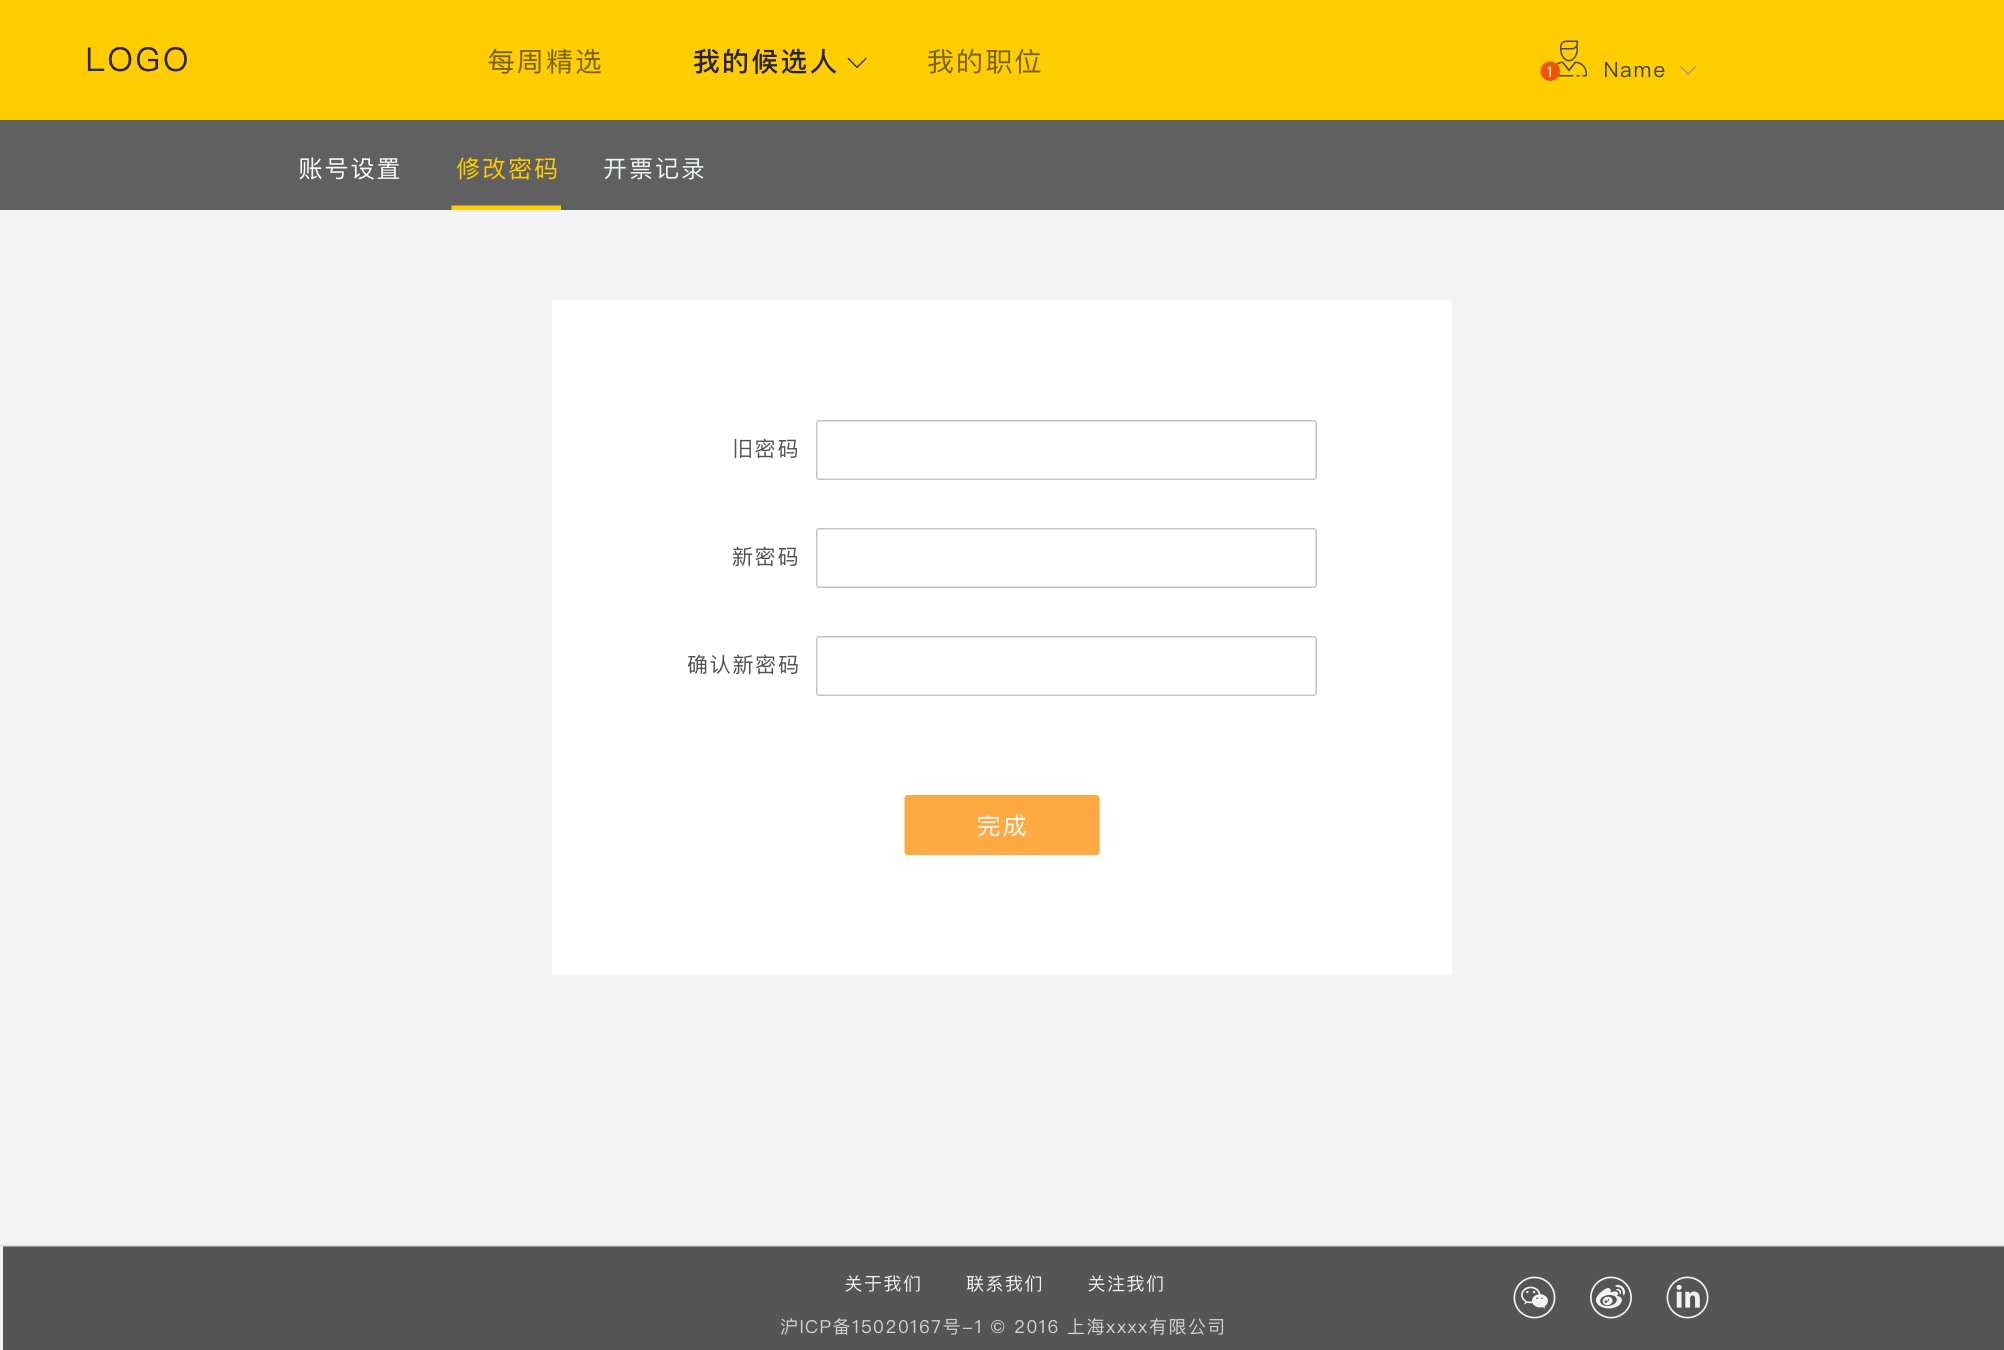 LOGO 每周精选 我的候选人 我的职位 1 Name
账号设置 修改密码 开票记录
旧密码
新密码
确认新密码
完成
关于我们 联系我们 关注我们
in
沪ICP备15020167号-1 © 2016 上海xxxx有限公司